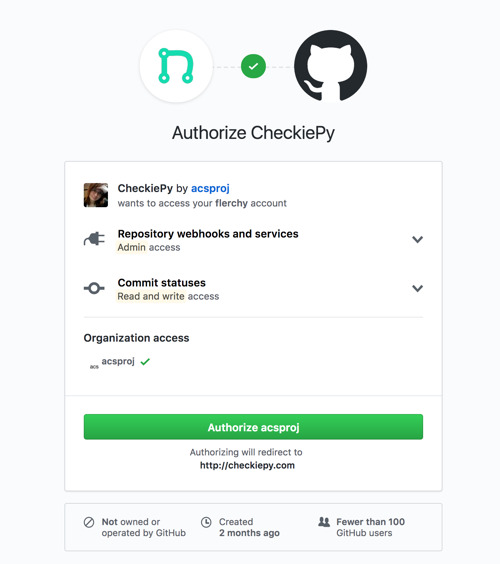 Authorize CheckiePy
CheckiePy by acsproj
wants to access your flerchy account
Repository webhooks and services
Admin access
Commit statuses
Read and write access
Organization access
acs acsproj
Authorize acsproj
Authorizing will redirect to
http://checkiepy.com
Not owned or
operated by GitHub
Created
2 months ago
Fewer than 100
GitHub users